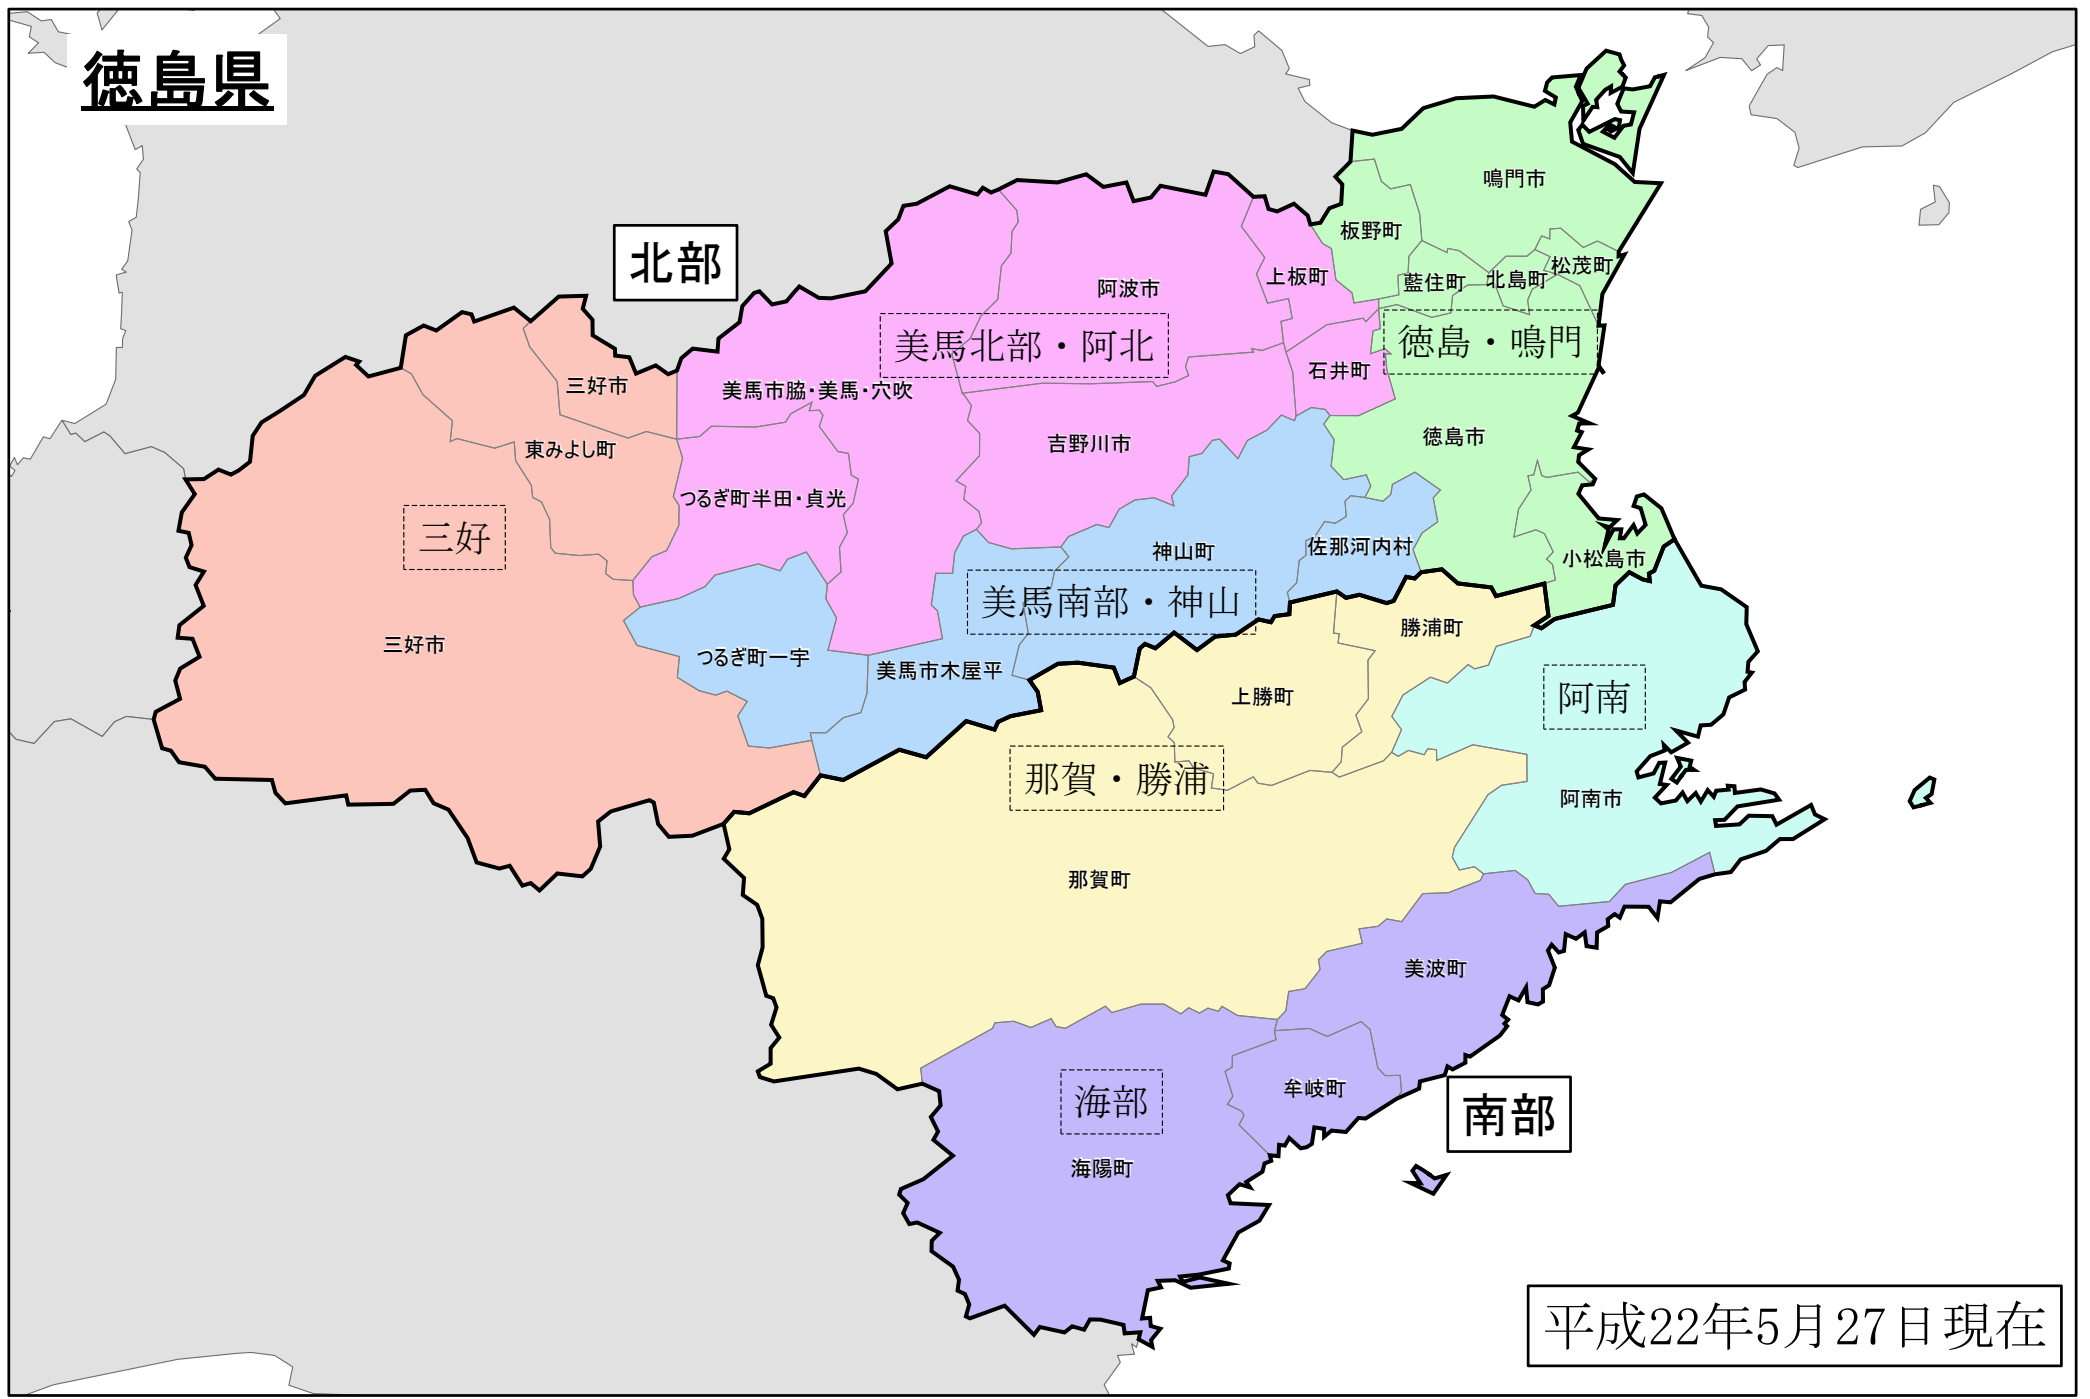 徳島県
北部
鳴門市
板野町
松茂町
上板町
藍住町
北島町
阿波市
美馬北部・阿北
徳島・鳴門
石井町
三好市
美馬市脇・美馬・穴吹
徳島市
吉野川市
東みよし町
つるぎ町半田・貞光
三好
神山町
佐那河内村
小松島市
美馬南部・神山
勝浦町
三好市
つるぎ町一宇
美馬市木屋平
上勝町
阿南
那賀・勝浦
阿南市
那賀町
美波町
海部
牟岐町
南部
海陽町
平成22年5月27日現在